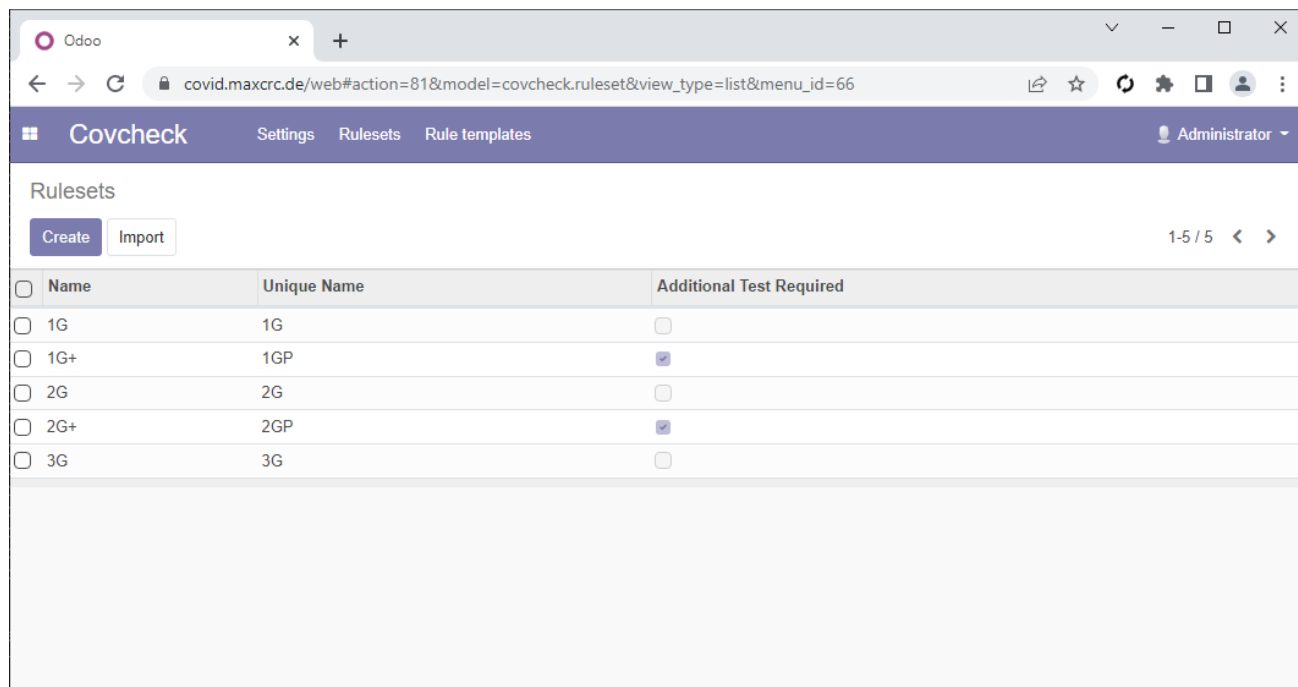 Odoo
covid.maxcrc.de/web#action=81&model=covcheck.ruleset&view_type=list&menu_id=66
Covcheck Settings Rulesets Rule templates Administrator
Rulesets
Create Import 1-5 / 5
Name Unique Name Additional Test Required
1G 1G
1G+ 1GP
2G 2G
2G+ 2GP
3G 3G